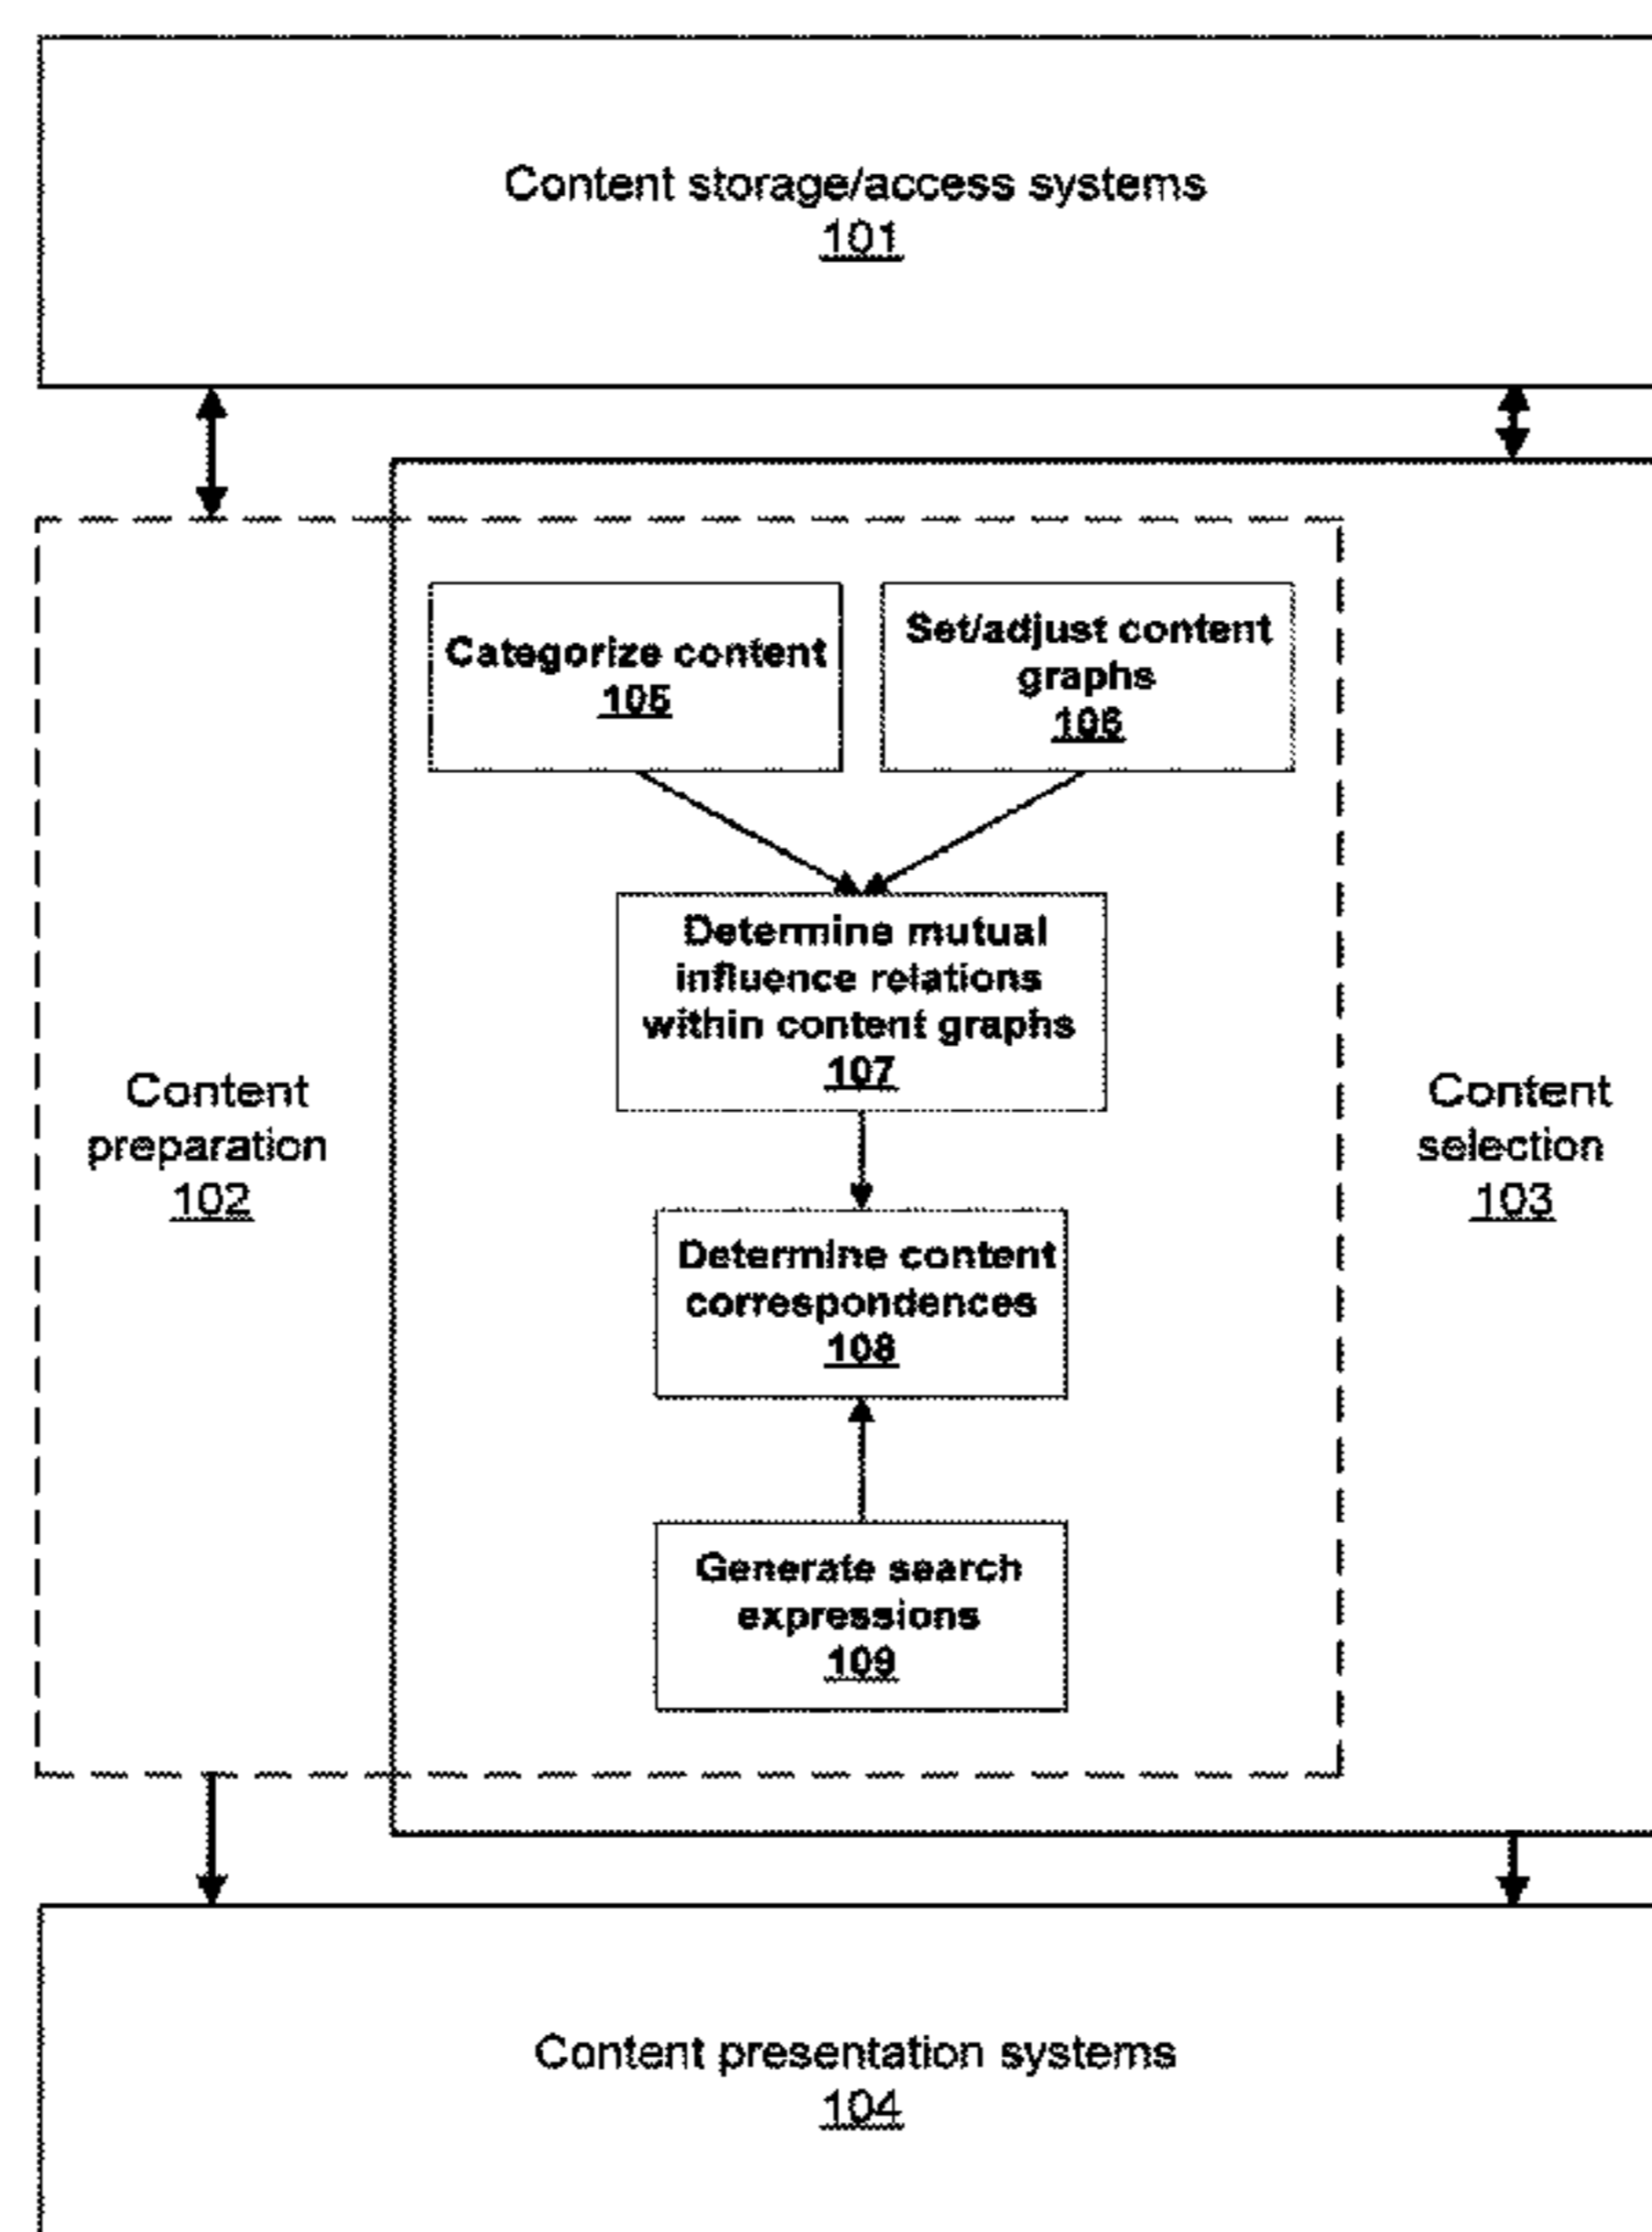 Content storage/access systems
101
Categorize content
105
Set/adjust content
graphs
106
Determine mutual
influence relations
within content graphs
107
Content
preparation
102
Content
selection
103
Determine content
correspondences
108
Generate search
expressions
109
Content presentation systems
104